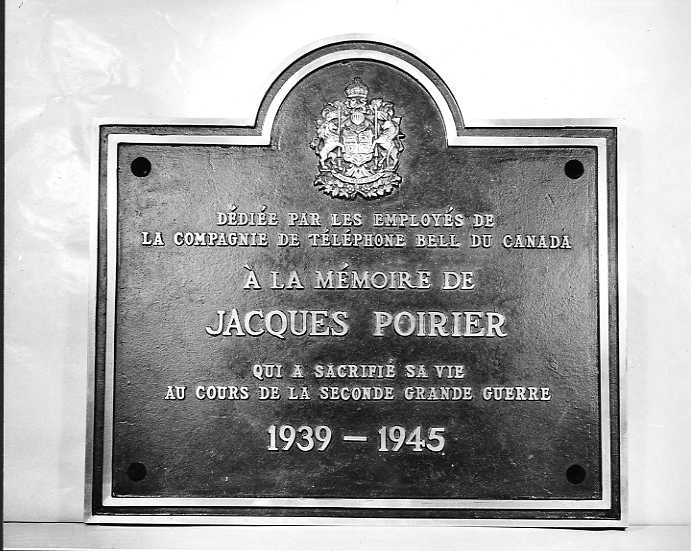 DÉDIÉE PAR LES EMPLOYÉS DE
LA COMPAGNIE DE TÉLÉPHONE BELL DU CANADA
À LA MÉMOIRE DE
JACQUES POIRIER
QUI A SACRIFIÉ SA VIE
AU COURS DE LA SECONDE GRANDE GUERRE
1939 – 1945